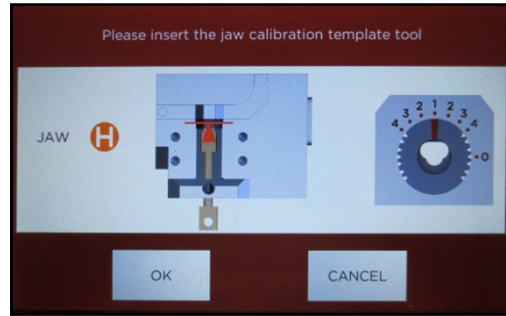 Please insert the jaw calibration template tool
JAW H
4 3 2 1 2 3 4
0
OK CANCEL